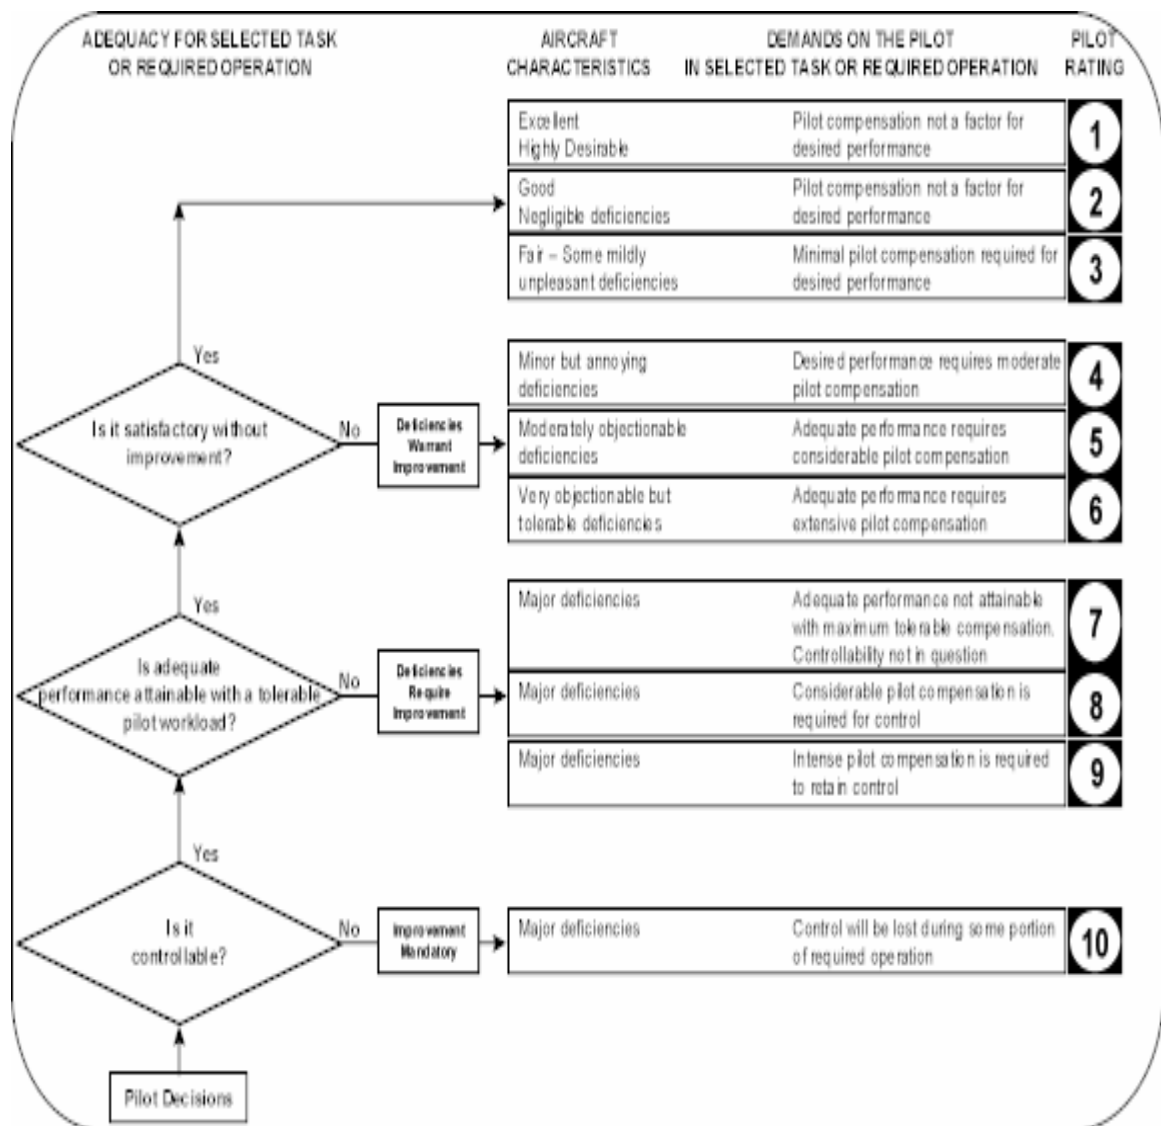 ADEQUACY FOR SELECTED TASK
OR REQUIRED OPERATION
AIRCRAFT
CHARACTERISTICS
DEMANDS ON THE PILOT
IN SELECTED TASK OR REQUIRED OPERATION
PILOT
RATING
Excellent
Highly Desirable
Pilot compensation not a factor for
desired performance
1
Good
Negligible deficiencies
Pilot compensation not a factor for
desired performance
2
Fair – Some mildly
unpleasant deficiencies
Minimal pilot compensation required for
desired performance
3
Yes
Is it satisfactory without
improvement?
No
Deficiencies
Warrant
Improvement
Minor but annoying
deficiencies
Desired performance requires moderate
pilot compensation
4
Moderately objectionable
deficiencies
Adequate performance requires
considerable pilot compensation
5
Very objectionable but
tolerable deficiencies
Adequate performance requires
extensive pilot compensation
6
Yes
Is adequate
performance attainable with a tolerable
pilot workload?
No
Deficiencies
Require
Improvement
Major deficiencies
Adequate performance not attainable
with maximum tolerable compensation.
Controllability not in question
7
Major deficiencies
Considerable pilot compensation is
required for control
8
Major deficiencies
Intense pilot compensation is required
to retain control
9
Yes
Is it
controllable?
No
Improvement
Mandatory
Major deficiencies
Control will be lost during some portion
of required operation
10
Pilot Decisions